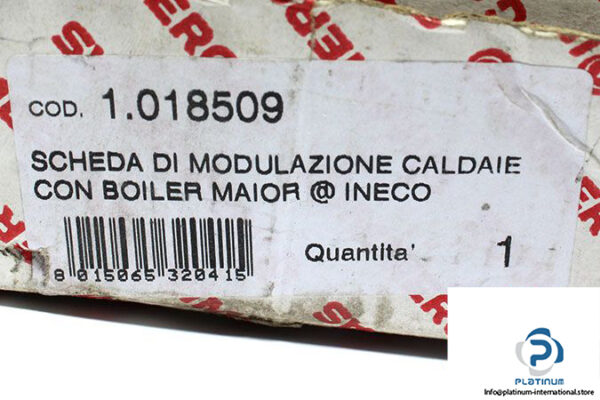 COD. 1.018509
SCHEDA DI MODULAZIONE CALDAIE
CON BOILER MAIOR @ INECO
8 015065 320415
Quantita' 1
PLATINUM
Info@platinum-international.store